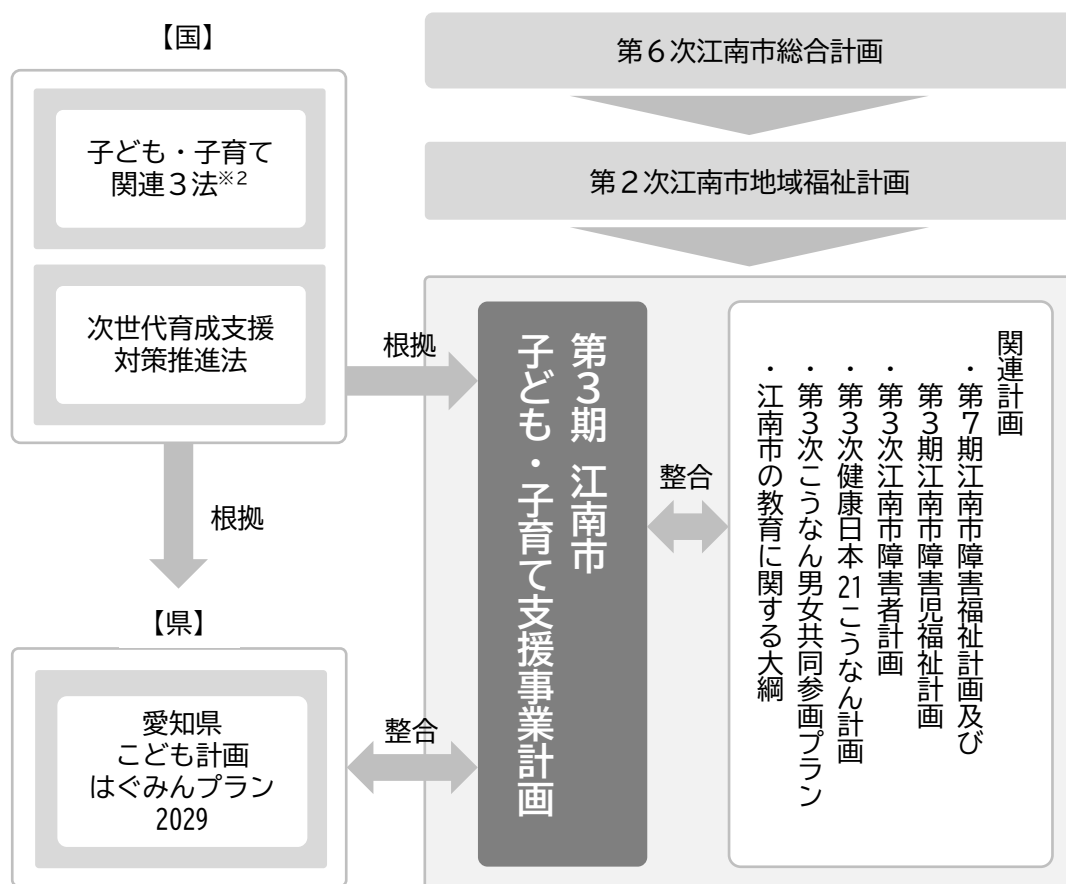 【国】
子ども・子育て
関連３法※2
次世代育成支援
対策推進法
根拠
根拠
【県】
愛知県
こども計画
はぐみんプラン
2029
整合
第６次江南市総合計画
第２次江南市地域福祉計画
第３期 江南市
子ども・子育て支援事業計画
整合
関連計画
・第７期江南市障害福祉計画及び
第３期江南市障害児福祉計画
・第３次江南市障害者計画
・第３次健康日本21こうなん計画
・第３次こうなん男女共同参画プラン
・江南市の教育に関する大綱